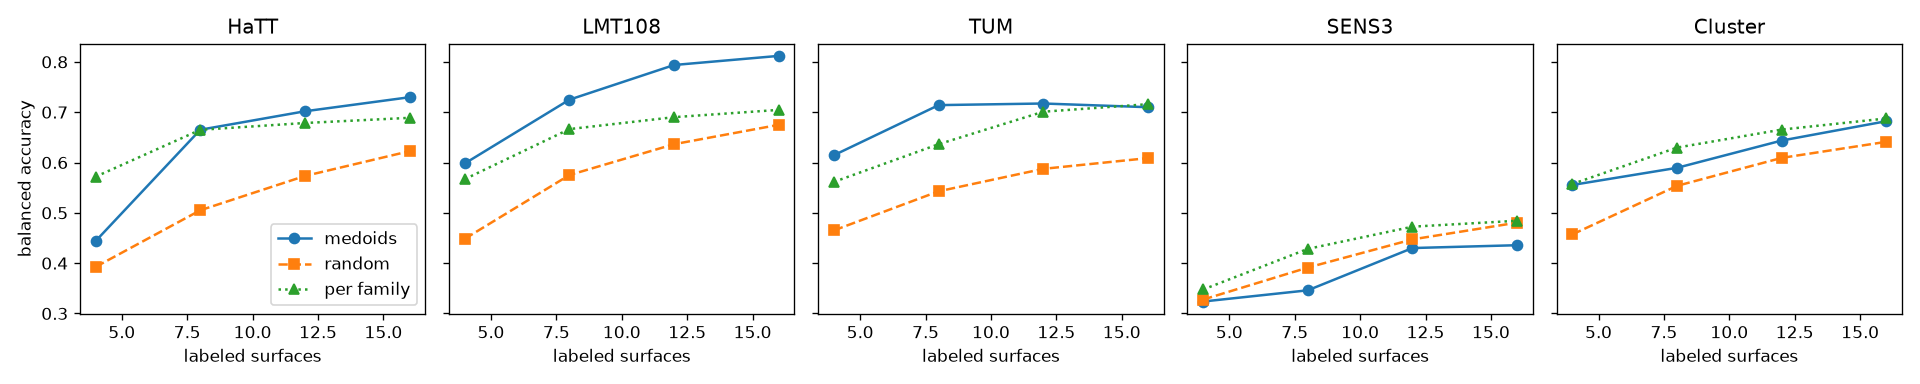 HaTT
LMT108
TUM
SENS3
Cluster
balanced accuracy
0.8
0.7
0.6
0.5
0.4
0.3
medoids
random
per family
5.0 7.5 10.0 12.5 15.0
5.0 7.5 10.0 12.5 15.0
5.0 7.5 10.0 12.5 15.0
5.0 7.5 10.0 12.5 15.0
5.0 7.5 10.0 12.5 15.0
labeled surfaces
labeled surfaces
labeled surfaces
labeled surfaces
labeled surfaces